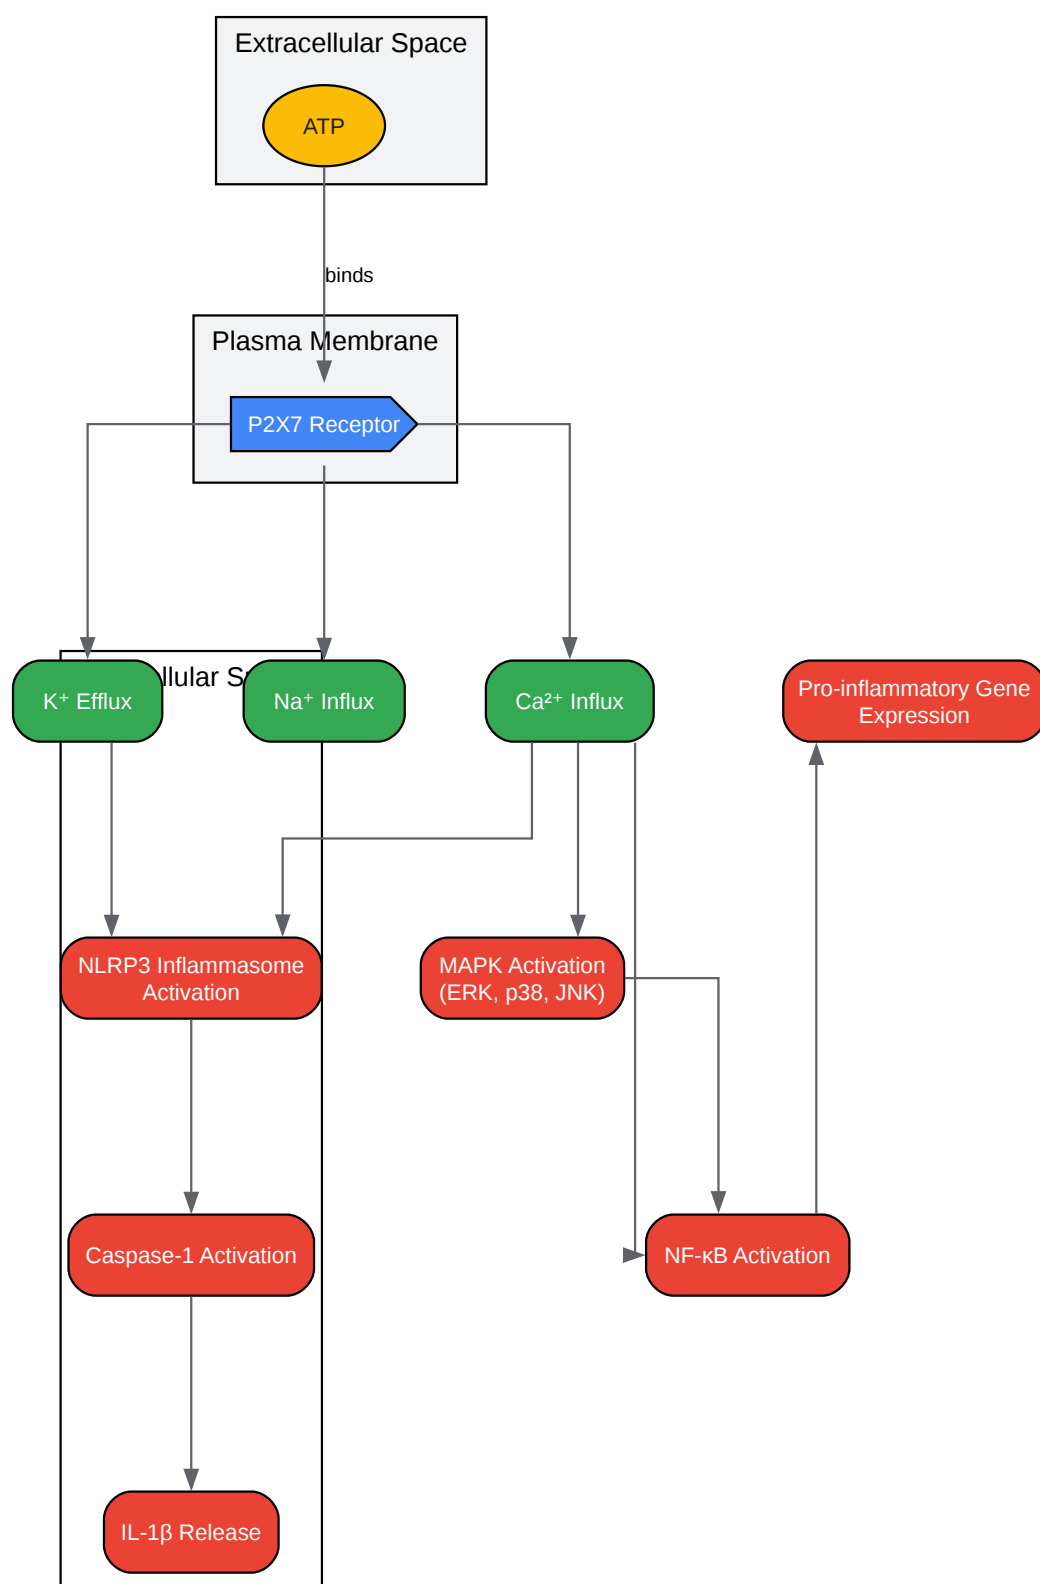 Extracellular Space
ATP
binds
Plasma Membrane
P2X7 Receptor
K⁺ Efflux
Na⁺ Influx
Ca²⁺ Influx
Pro-inflammatory Gene
Expression
NLRP3 Inflammasome
Activation
MAPK Activation
(ERK, p38, JNK)
Caspase-1 Activation
NF-κB Activation
IL-1β Release